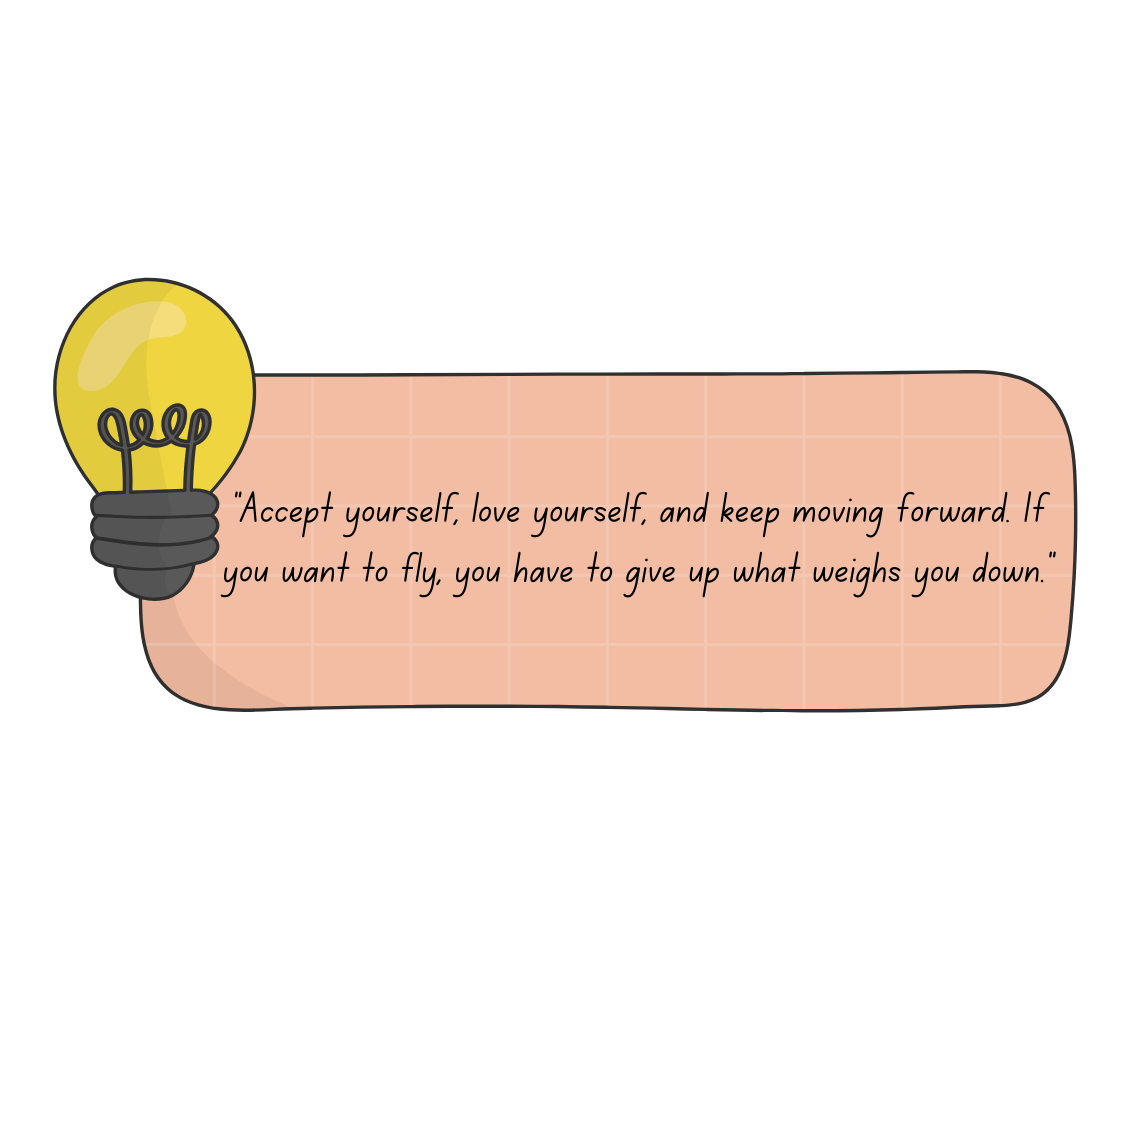 "Accept yourself, love yourself, and keep moving forward. If
you want to fly, you have to give up what weighs you down."